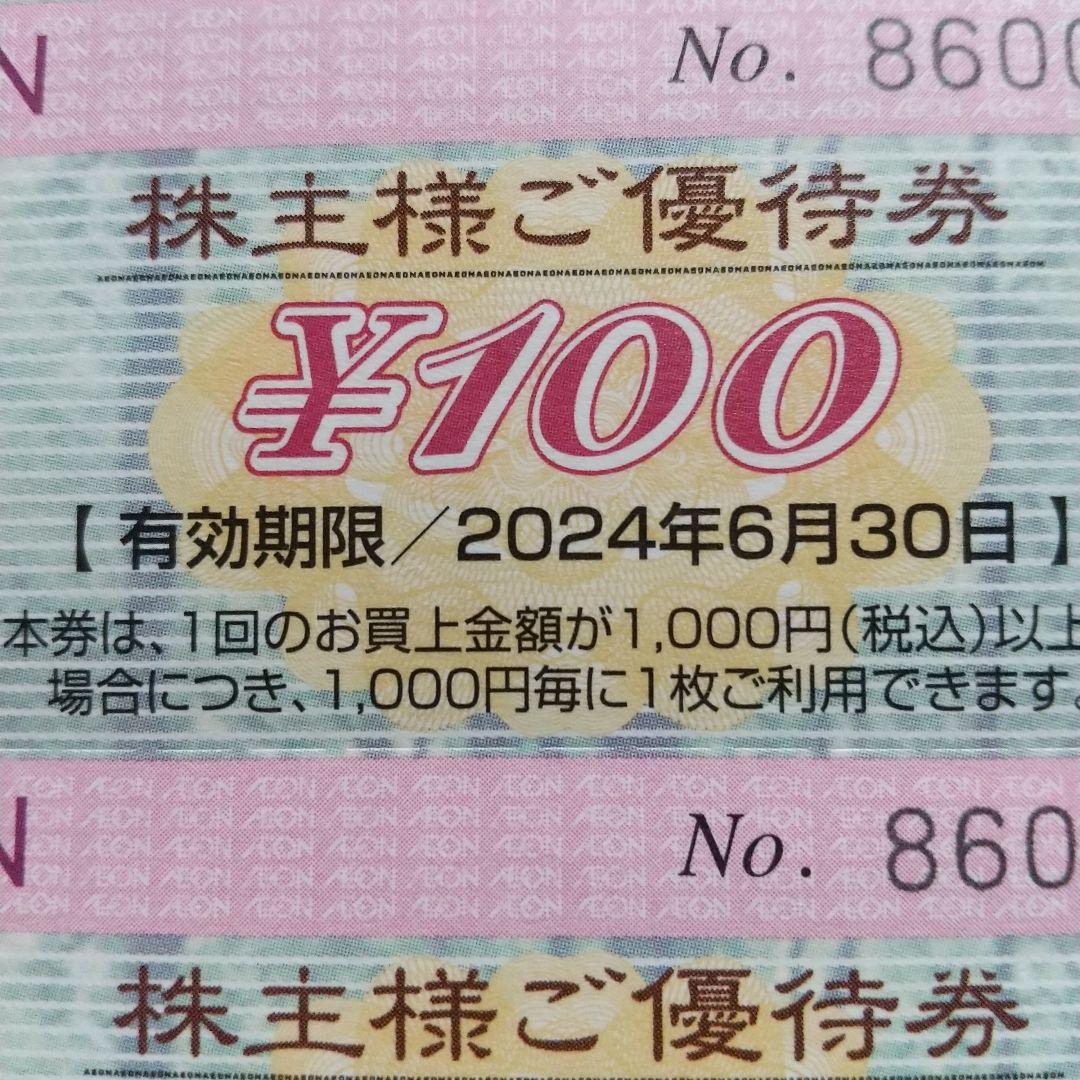 N No. 8600
株主様ご優待券
¥100
【有効期限/2024年6月30日】
本券は、1回のお買上金額が1,000円(税込)以上
場合につき、1,000円毎に1枚ご利用できます。
N No. 860
株主様ご優待券